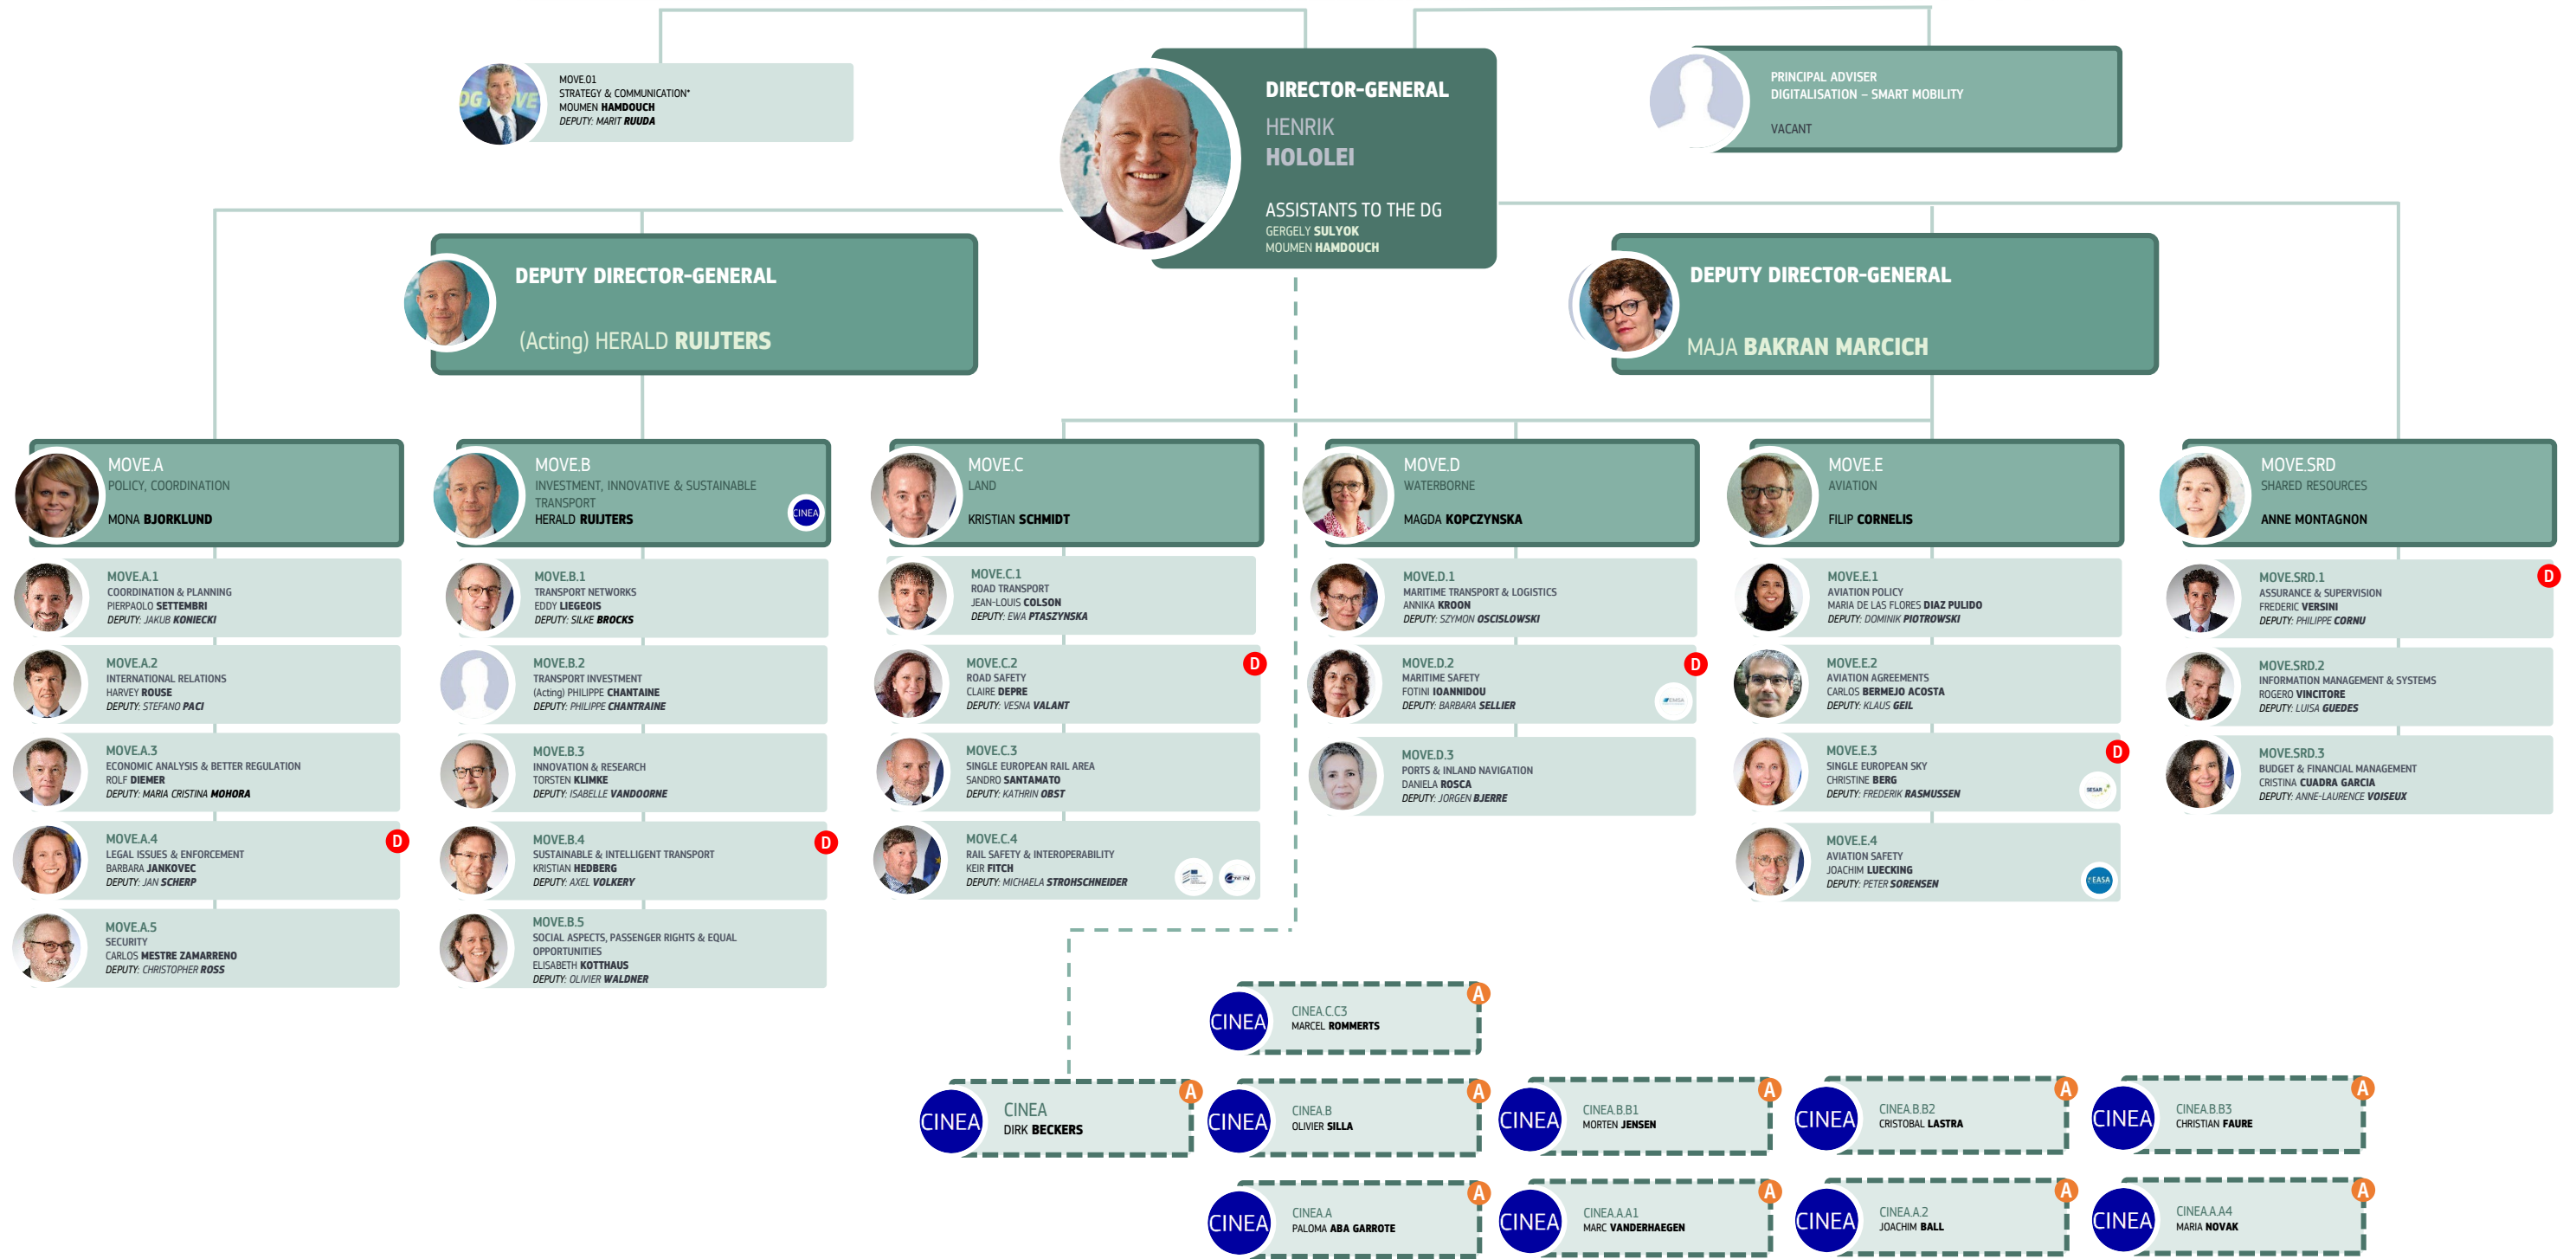 MOVE.01
STRATEGY & COMMUNICATION*
MOUMEN HAMDOUCH
DEPUTY: MARIT RUUDA
DIRECTOR-GENERAL
HENRIK
HOLOLEI
ASSISTANTS TO THE DG
GERGELY SULYOK
MOUMEN HAMDOUCH
PRINCIPAL ADVISER
DIGITALISATION – SMART MOBILITY
VACANT
DEPUTY DIRECTOR-GENERAL
(Acting) HERALD RUIJTERS
DEPUTY DIRECTOR-GENERAL
MAJA BAKRAN MARCICH
MOVE.A
POLICY, COORDINATION
MONA BJORKLUND
MOVE.A.1
COORDINATION & PLANNING
PIERPAOLO SETTEMBRI
DEPUTY: JAKUB KONIECKI
MOVE.A.2
INTERNATIONAL RELATIONS
HARVEY ROUSE
DEPUTY: STEFANO PACI
MOVE.A.3
ECONOMIC ANALYSIS & BETTER REGULATION
ROLF DIEMER
DEPUTY: MARIA CRISTINA MOHORA
MOVE.A.4
LEGAL ISSUES & ENFORCEMENT
BARBARA JANKOVEC
DEPUTY: JAN SCHERP
D
MOVE.A.5
SECURITY
CARLOS MESTRE ZAMARRENO
DEPUTY: CHRISTOPHER ROSS
MOVE.B
INVESTMENT, INNOVATIVE & SUSTAINABLE
TRANSPORT
HERALD RUIJTERS
CINEA
MOVE.B.1
TRANSPORT NETWORKS
EDDY LIEGEOIS
DEPUTY: SILKE BROCKS
MOVE.B.2
TRANSPORT INVESTMENT
(Acting) PHILIPPE CHANTAINE
DEPUTY: PHILIPPE CHANTRAINE
MOVE.B.3
INNOVATION & RESEARCH
TORSTEN KLIMKE
DEPUTY: ISABELLE VANDOORNE
MOVE.B.4
SUSTAINABLE & INTELLIGENT TRANSPORT
KRISTIAN HEDBERG
DEPUTY: AXEL VOLKERY
D
MOVE.B.5
SOCIAL ASPECTS, PASSENGER RIGHTS & EQUAL
OPPORTUNITIES
ELISABETH KOTTHAUS
DEPUTY: OLIVIER WALDNER
MOVE.C
LAND
KRISTIAN SCHMIDT
MOVE.C.1
ROAD TRANSPORT
JEAN-LOUIS COLSON
DEPUTY: EWA PTASZYNSKA
MOVE.C.2
ROAD SAFETY
CLAIRE DEPRE
DEPUTY: VESNA VALANT
D
MOVE.C.3
SINGLE EUROPEAN RAIL AREA
SANDRO SANTAMATO
DEPUTY: KATHRIN OBST
MOVE.C.4
RAIL SAFETY & INTEROPERABILITY
KEIR FITCH
DEPUTY: MICHAELA STROHSCHNEIDER
MOVE.D
WATERBORNE
MAGDA KOPCZYNSKA
MOVE.D.1
MARITIME TRANSPORT & LOGISTICS
ANNIKA KROON
DEPUTY: SZYMON OSCISLOWSKI
MOVE.D.2
MARITIME SAFETY
FOTINI IOANNIDOU
DEPUTY: BARBARA SELLIER
D
EMSA
MOVE.D.3
PORTS & INLAND NAVIGATION
DANIELA ROSCA
DEPUTY: JORGEN BJERRE
MOVE.E
AVIATION
FILIP CORNELIS
MOVE.E.1
AVIATION POLICY
MARIA DE LAS FLORES DIAZ PULIDO
DEPUTY: DOMINIK PIOTROWSKI
MOVE.E.2
AVIATION AGREEMENTS
CARLOS BERMEJO ACOSTA
DEPUTY: KLAUS GEIL
MOVE.E.3
SINGLE EUROPEAN SKY
CHRISTINE BERG
DEPUTY: FREDERIK RASMUSSEN
D
SESAR
MOVE.E.4
AVIATION SAFETY
JOACHIM LUECKING
DEPUTY: PETER SORENSEN
EASA
MOVE.SRD
SHARED RESOURCES
ANNE MONTAGNON
MOVE.SRD.1
ASSURANCE & SUPERVISION
FREDERIC VERSINI
DEPUTY: PHILIPPE CORNU
D
MOVE.SRD.2
INFORMATION MANAGEMENT & SYSTEMS
ROGERO VINCITORE
DEPUTY: LUISA GUEDES
MOVE.SRD.3
BUDGET & FINANCIAL MANAGEMENT
CRISTINA CUADRA GARCIA
DEPUTY: ANNE-LAURENCE VOISEUX
CINEA
CINEA.C.C3
MARCEL ROMMERTS
A
CINEA
CINEA
DIRK BECKERS
A
CINEA
CINEA.B
OLIVIER SILLA
A
CINEA
CINEA.B.B1
MORTEN JENSEN
A
CINEA
CINEA.B.B2
CRISTOBAL LASTRA
A
CINEA
CINEA.B.B3
CHRISTIAN FAURE
A
CINEA
CINEA.A
PALOMA ABA GARROTE
A
CINEA
CINEA.A.A1
MARC VANDERHAEGEN
A
CINEA
CINEA.A.2
JOACHIM BALL
A
CINEA
CINEA.A.A4
MARIA NOVAK
A